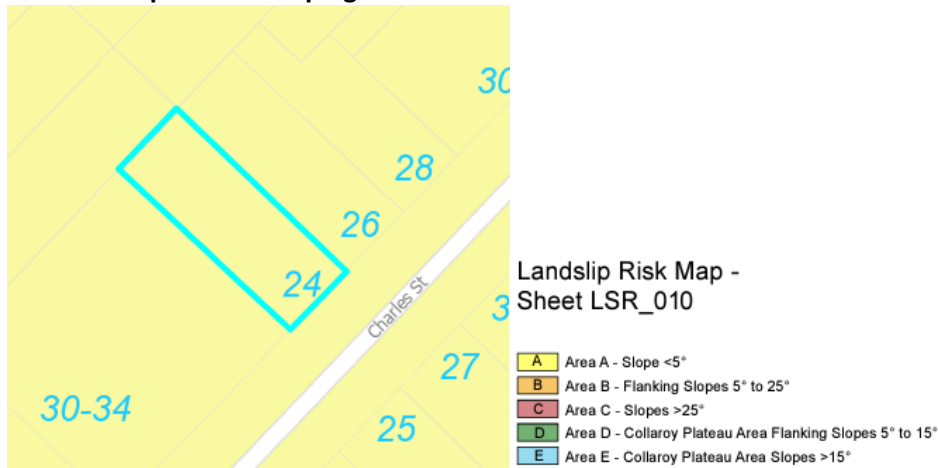 30
28
26
24
Charles St
3
27
30-34
25
Landslip Risk Map -
Sheet LSR_010
A Area A - Slope <5°
B Area B - Flanking Slopes 5° to 25°
C Area C - Slopes >25°
D Area D - Collaroy Plateau Area Flanking Slopes 5° to 15°
E Area E - Collaroy Plateau Area Slopes >15°